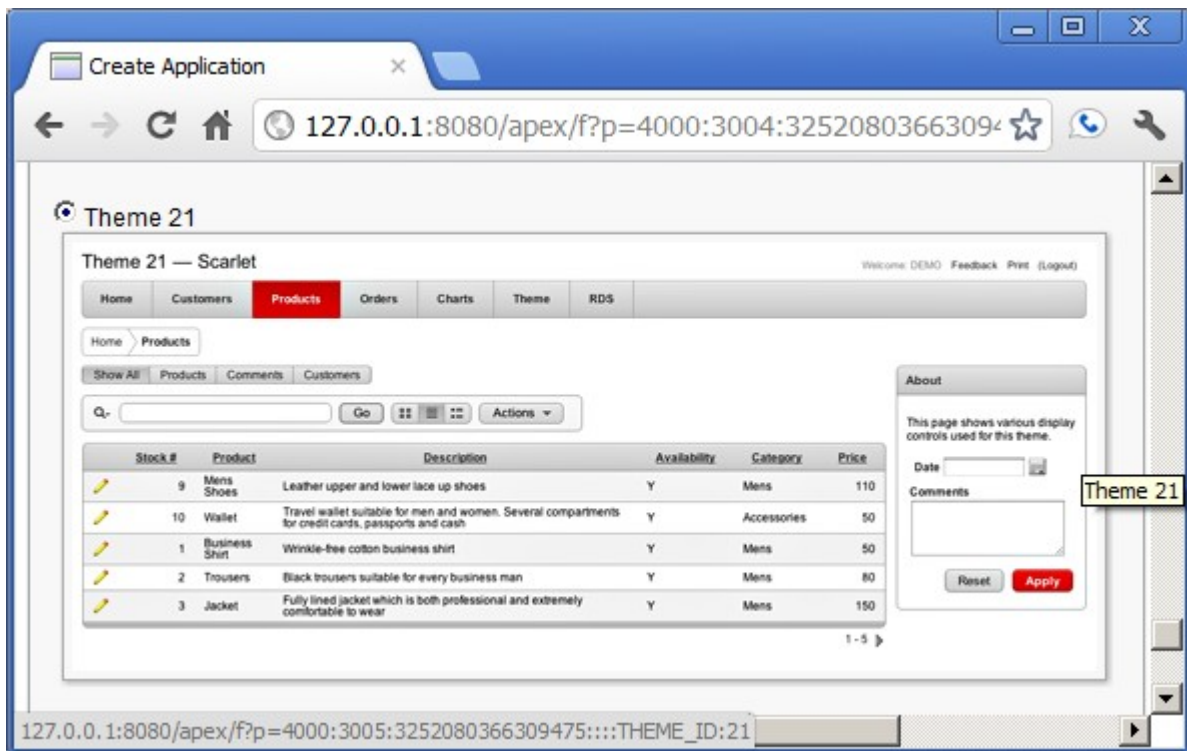 Create Application
127.0.0.1:8080/apex/f?p=4000:3004:32520803663094
Theme 21
Theme 21 — Scarlet
Welcome: DEMO Feedback Print (Logout)
Home Customers Products Orders Charts Theme RDS
Home Products
Show All Products Comments Customers
Go Actions
About
This page shows various display
controls used for this theme.
Date
Comments
Reset Apply
Stock # Product Description Availability Category Price
9 Mens Shoes Leather upper and lower lace up shoes Y Mens 110
10 Wallet Travel wallet suitable for men and women. Several compartments
for credit cards, passports and cash Y Accessories 50
1 Business Shirt Wrinkle-free cotton business shirt Y Mens 50
2 Trousers Black trousers suitable for every business man Y Mens 80
3 Jacket Fully lined jacket which is both professional and extremely
comfortable to wear Y Mens 150
1 - 5
Theme 21
127.0.0.1:8080/apex/f?p=4000:3005:3252080366309475::::THEME_ID:21